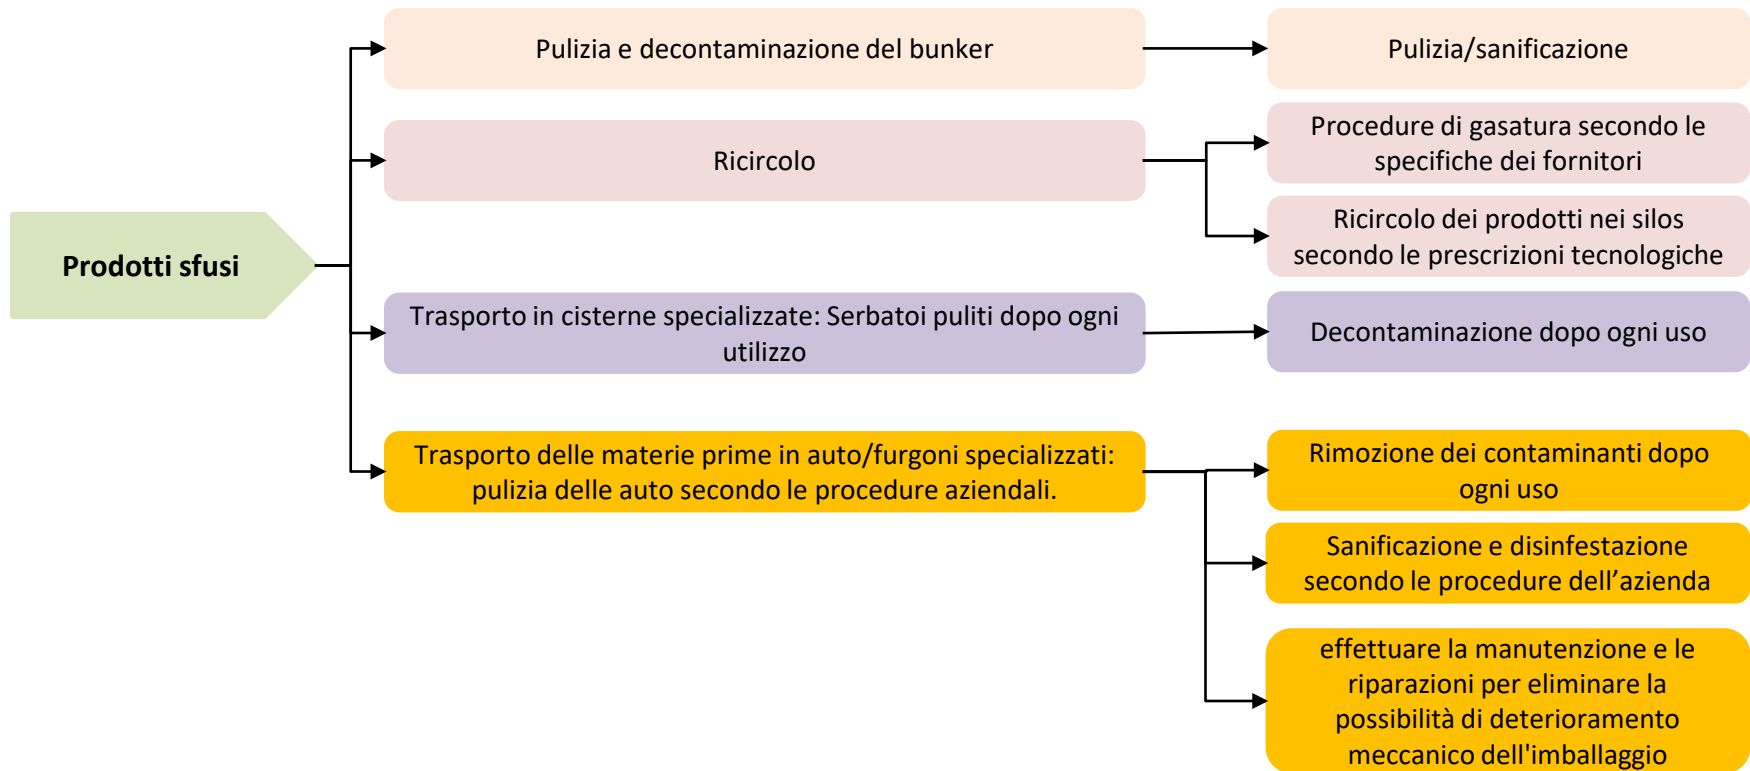 Prodotti sfusi
Pulizia e decontaminazione del bunker
Pulizia/sanificazione
Ricircolo
Procedure di gasatura secondo le
specifiche dei fornitori
Ricircolo dei prodotti nei silos
secondo le prescrizioni tecnologiche
Trasporto in cisterne specializzate: Serbatoi puliti dopo ogni
utilizzo
Decontaminazione dopo ogni uso
Trasporto delle materie prime in auto/furgoni specializzati:
pulizia delle auto secondo le procedure aziendali.
Rimozione dei contaminanti dopo
ogni uso
Sanificazione e disinfestazione
secondo le procedure dell’azienda
effettuare la manutenzione e le
riparazioni per eliminare la
possibilità di deterioramento
meccanico dell'imballaggio